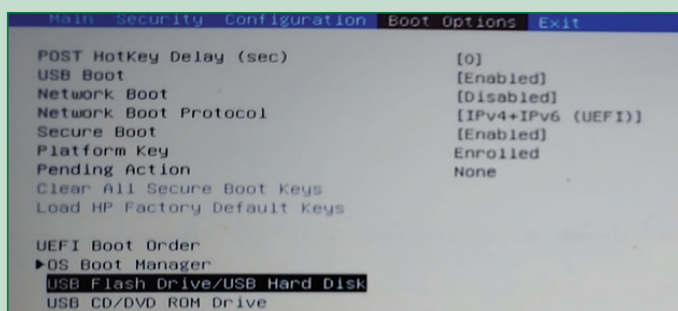 Main Security Configuration Boot Options Exit
POST HotKey Delay (sec) [0]
USB Boot [Enabled]
Network Boot [Disabled]
Network Boot Protocol [IPv4+IPv6 (UEFI)]
Secure Boot [Enabled]
Platform Key Enrolled
Pending Action None
Clear All Secure Boot Keys
Load HP Factory Default Keys
UEFI Boot Order
▶OS Boot Manager
USB Flash Drive/USB Hard Disk
USB CD/DVD ROM Drive